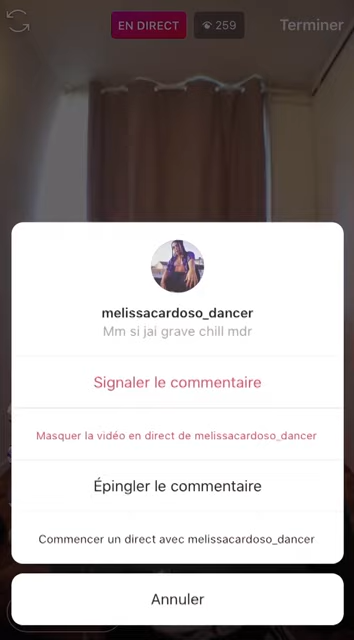 EN DIRECT
259
Terminer
melissacardoso_dancer
Mm si jai grave chill mdr
Signaler le commentaire
Masquer la vidéo en direct de melissacardoso_dancer
Épingler le commentaire
Commencer un direct avec melissacardoso_dancer
Annuler